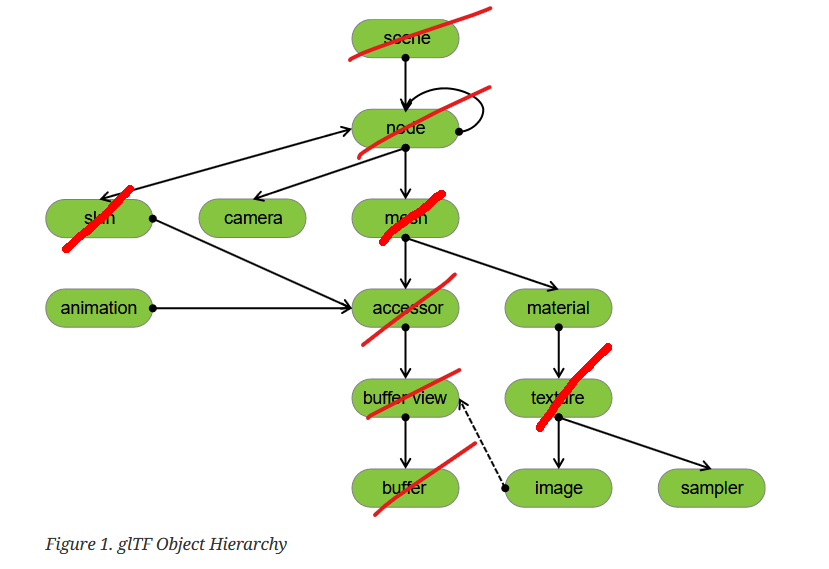 scene
node
skin
camera
mesh
animation
accessor
material
buffer view
texture
buffer
image
sampler
Figure 1. glTF Object Hierarchy